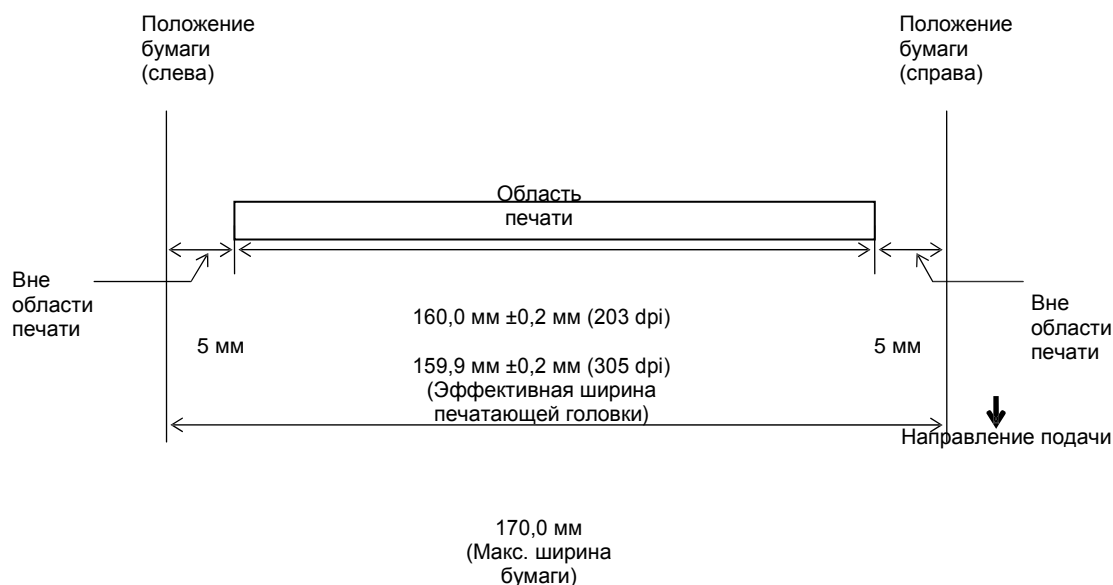 Положение
бумаги
(слева)
Положение
бумаги
(справа)
Область
печати
Вне
области
печати
160,0 мм ±0,2 мм (203 dpi)
Вне
области
печати
5 мм
5 мм
159,9 мм ±0,2 мм (305 dpi)
(Эффективная ширина
печатающей головки)
Направление подачи
170,0 мм
(Макс. ширина
бумаги)